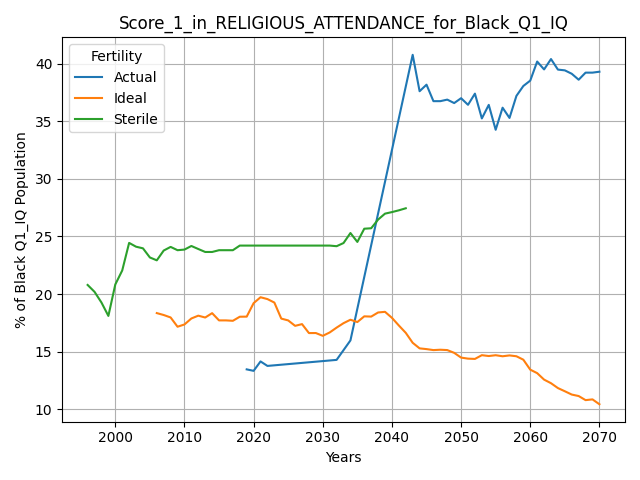 Score_1_in_RELIGIOUS_ATTENDANCE_for_Black_Q1_IQ
Fertility
Actual
Ideal
Sterile
% of Black Q1_IQ Population
40
35
30
25
20
15
10
2000 2010 2020 2030 2040 2050 2060 2070
Years